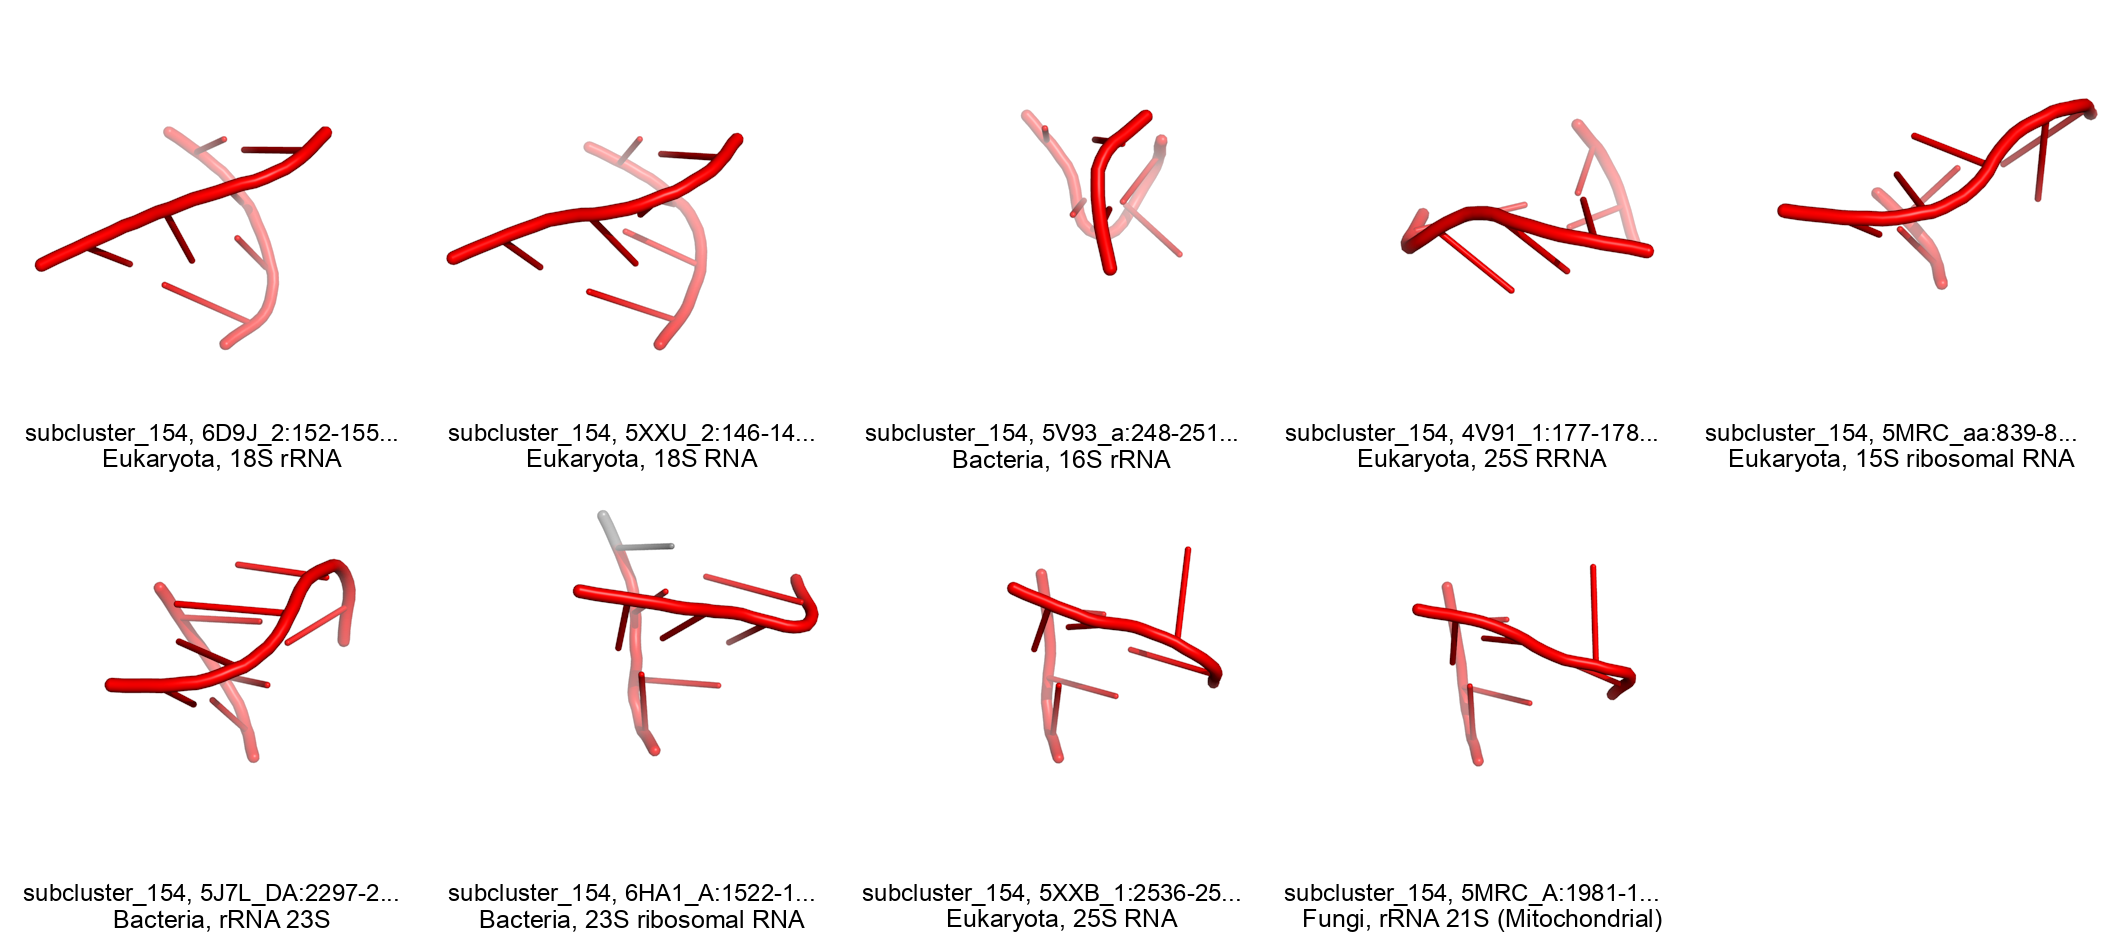 subcluster_154, 6D9J_2:152-155...
Eukaryota, 18S rRNA
subcluster_154, 5XXU_2:146-14...
Eukaryota, 18S RNA
subcluster_154, 5V93_a:248-251...
Bacteria, 16S rRNA
subcluster_154, 4V91_1:177-178...
Eukaryota, 25S RRNA
subcluster_154, 5MRC_aa:839-8...
Eukaryota, 15S ribosomal RNA
subcluster_154, 5J7L_DA:2297-2...
Bacteria, rRNA 23S
subcluster_154, 6HA1_A:1522-1...
Bacteria, 23S ribosomal RNA
subcluster_154, 5XXB_1:2536-25...
Eukaryota, 25S RNA
subcluster_154, 5MRC_A:1981-1...
Fungi, rRNA 21S (Mitochondrial)